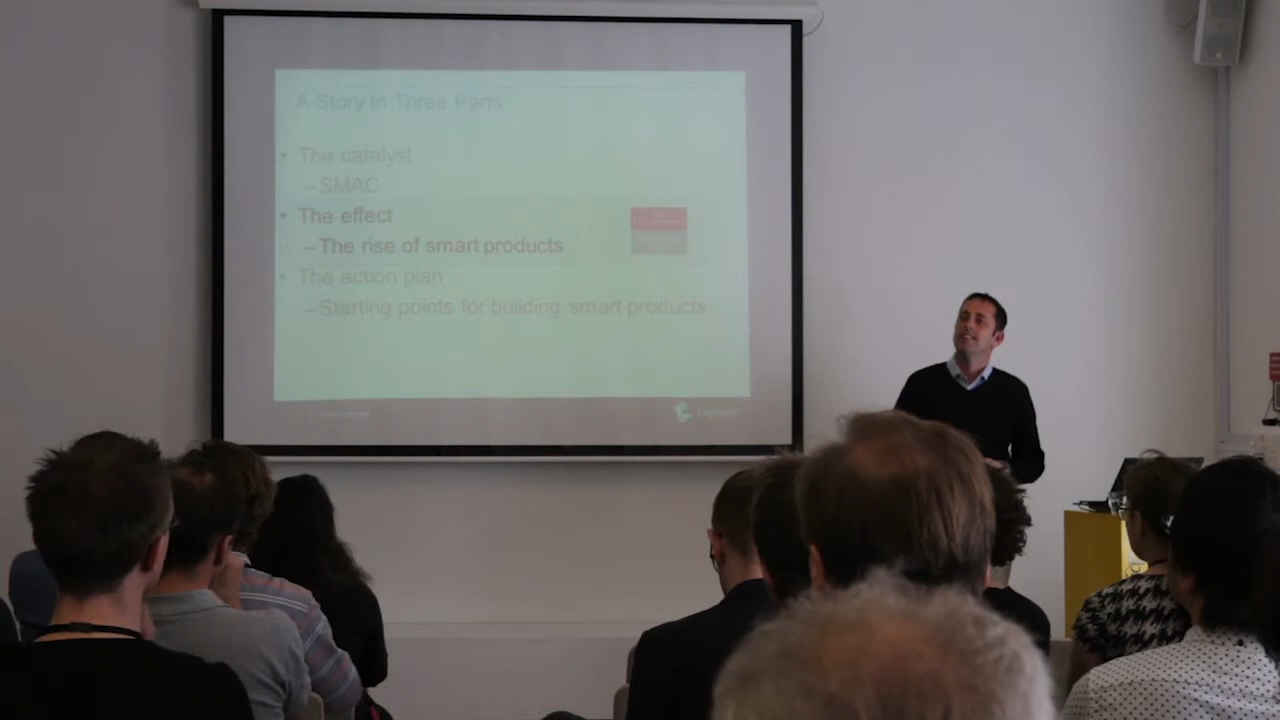 A Story in Three Parts
• The catalyst
– SMAC
• The effect
– The rise of smart products
• The action plan
– Starting points for building smart products